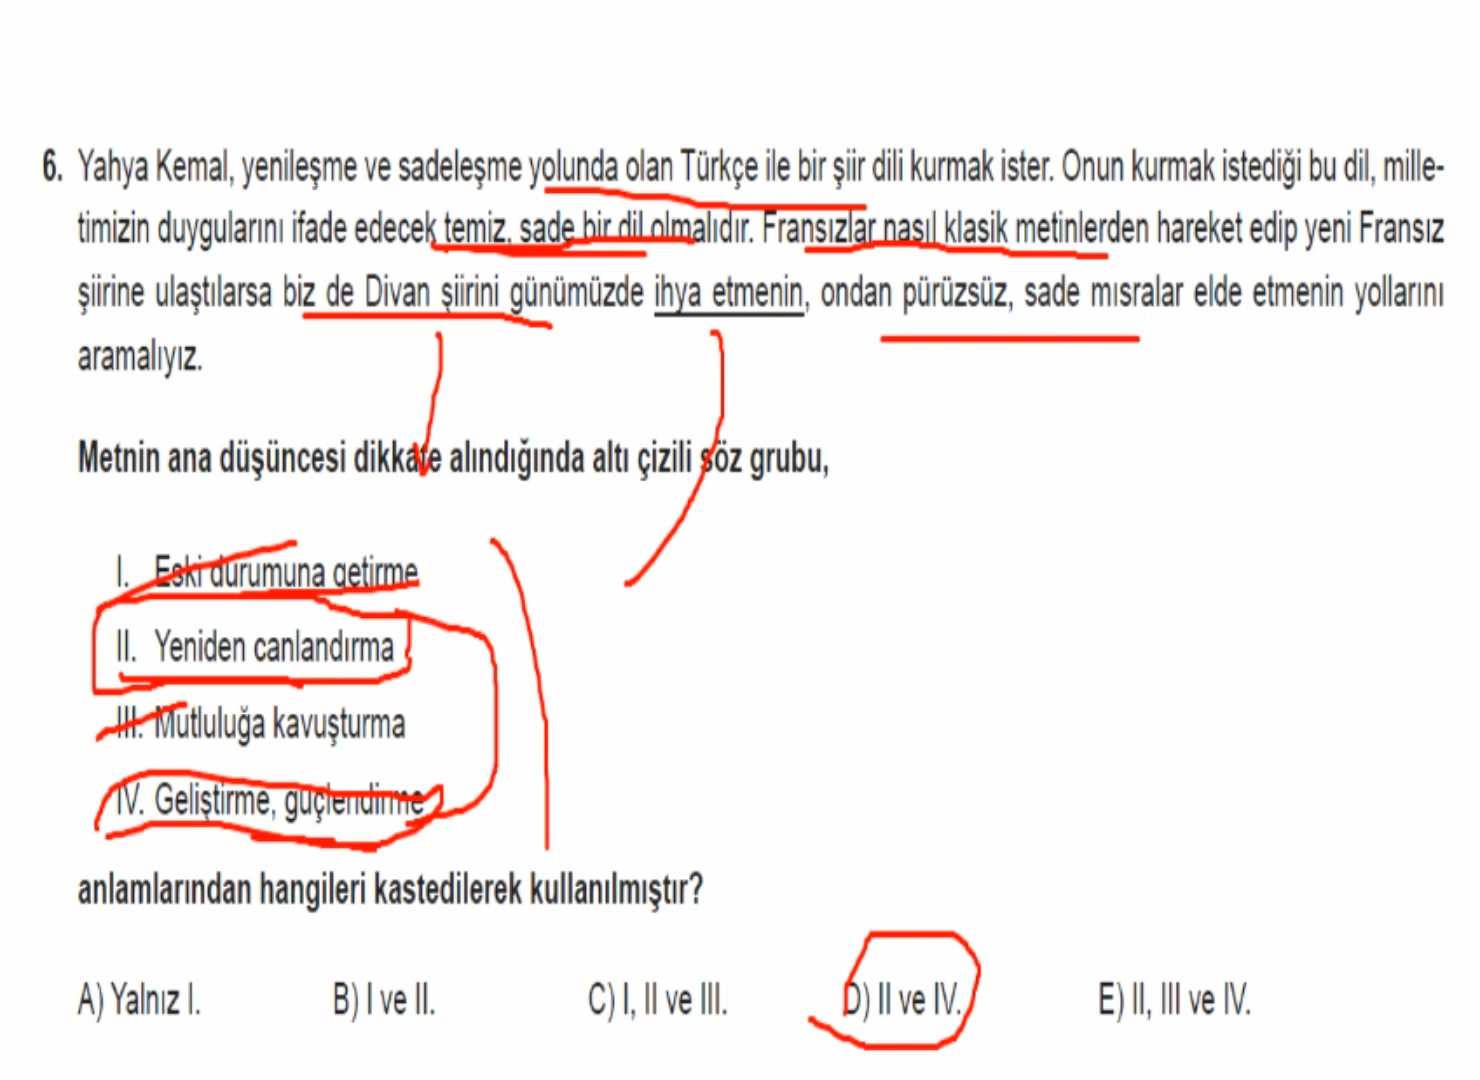 6. Yahya Kemal, yenileşme ve sadeleşme yolunda olan Türkçe ile bir şiir dili kurmak ister. Onun kurmak istediği bu dil, mille-
timizin duygularını ifade edecek temiz, sade bir dil olmalıdır. Fransızlar nasıl klasik metinlerden hareket edip yeni Fransız
şiirine ulaştılarsa biz de Divan şiirini günümüzde ihya etmenin, ondan pürüzsüz, sade mısralar elde etmenin yollarını
aramalıyız.
Metnin ana düşüncesi dikkate alındığında altı çizili söz grubu,
I. Eski durumuna getirme
II. Yeniden canlandırma
III. Mutluluğa kavuşturma
IV. Geliştirme, güçlendirme
anlamlarından hangileri kastedilerek kullanılmıştır?
A) Yalnız I. B) I ve II. C) I, II ve III. D) II ve IV. E) II, III ve IV.